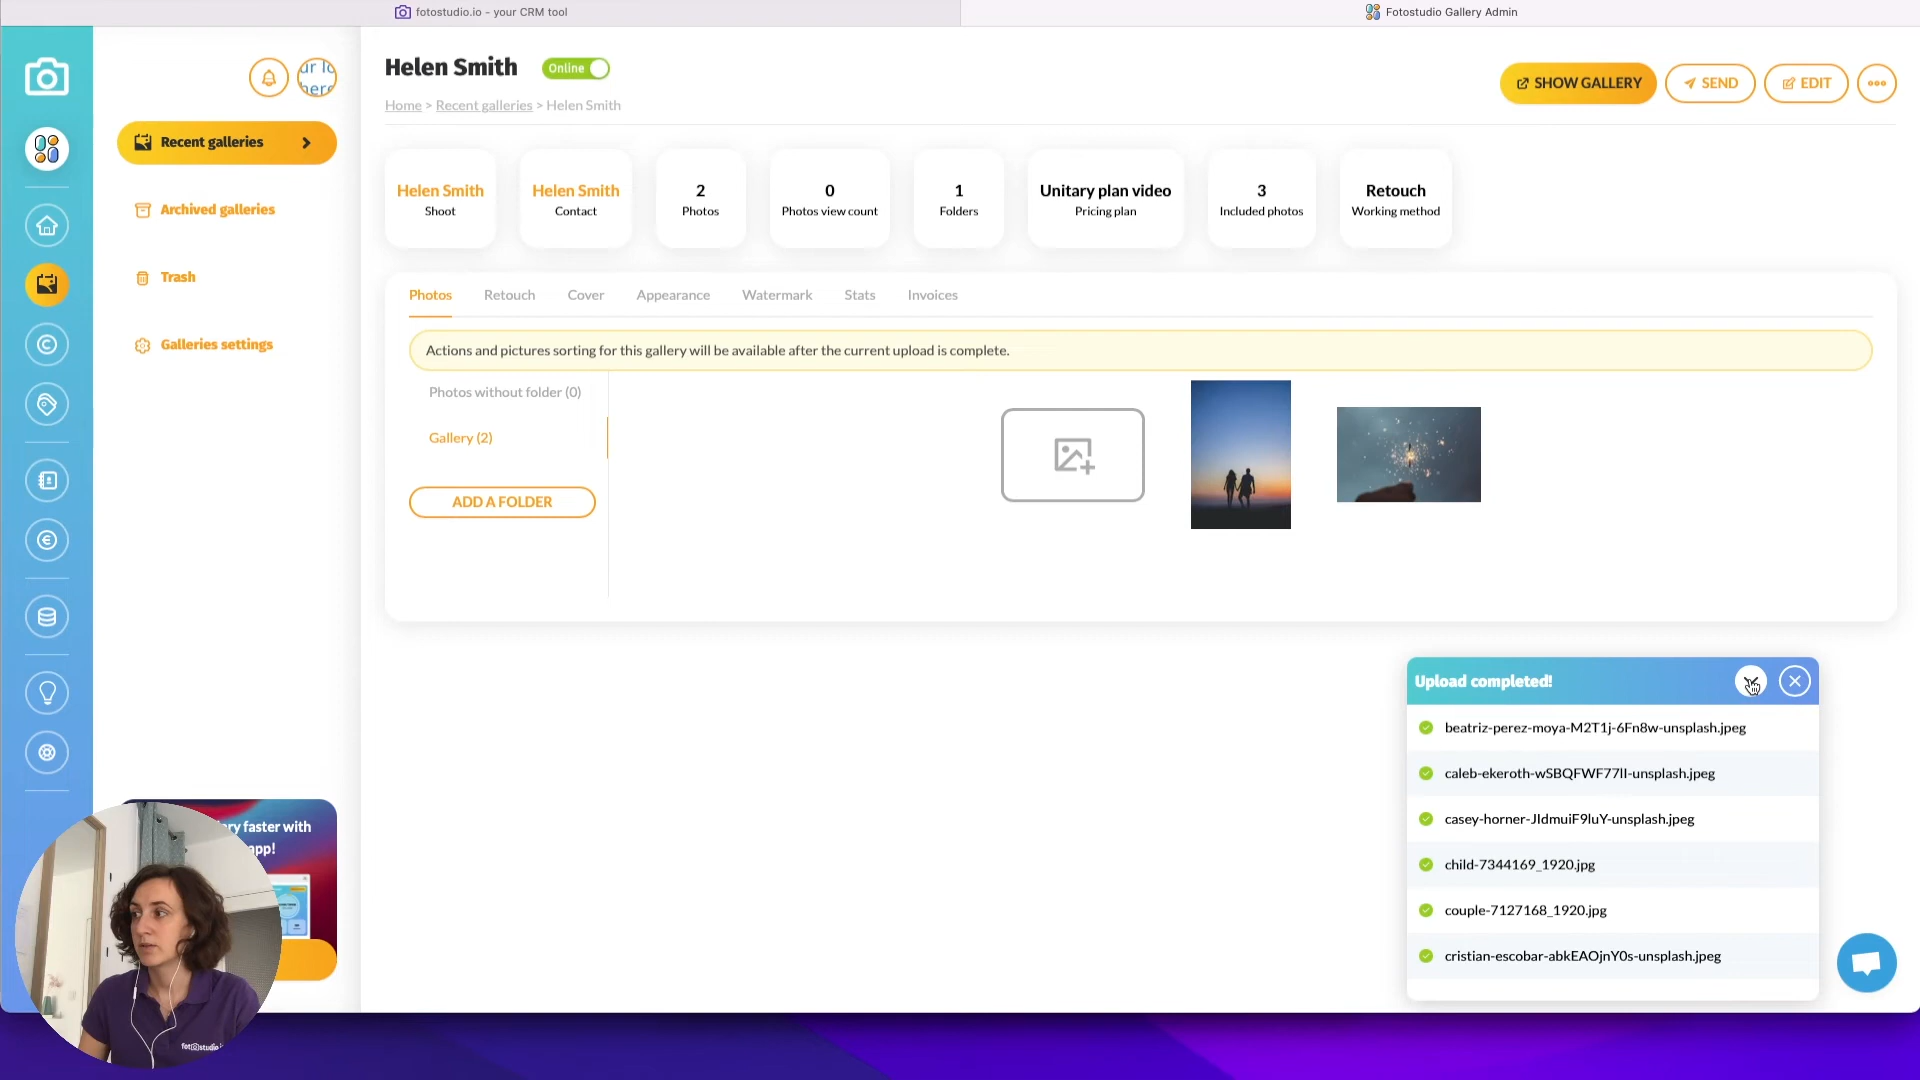 fotostudio.io - your CRM tool
Fotostudio Gallery Admin
Helen Smith
Online
Home > Recent galleries > Helen Smith
SHOW GALLERY
SEND
EDIT
Recent galleries
Archived galleries
Trash
Galleries settings
Helen Smith
Shoot
Helen Smith
Contact
2
Photos
0
Photos view count
1
Folders
Unitary plan video
Pricing plan
3
Included photos
Retouch
Working method
Photos
Retouch
Cover
Appearance
Watermark
Stats
Invoices
Actions and pictures sorting for this gallery will be available after the current upload is complete.
Photos without folder (0)
Gallery (2)
ADD A FOLDER
Upload completed!
beatriz-perez-moya-M2T1j-6Fn8w-unsplash.jpeg
caleb-ekeroth-wSBQFWF77lI-unsplash.jpeg
casey-horner-JIdmuiF9luY-unsplash.jpeg
child-7344169_1920.jpg
couple-7127168_1920.jpg
cristian-escobar-abkEAOjnY0s-unsplash.jpeg
faster with
app!